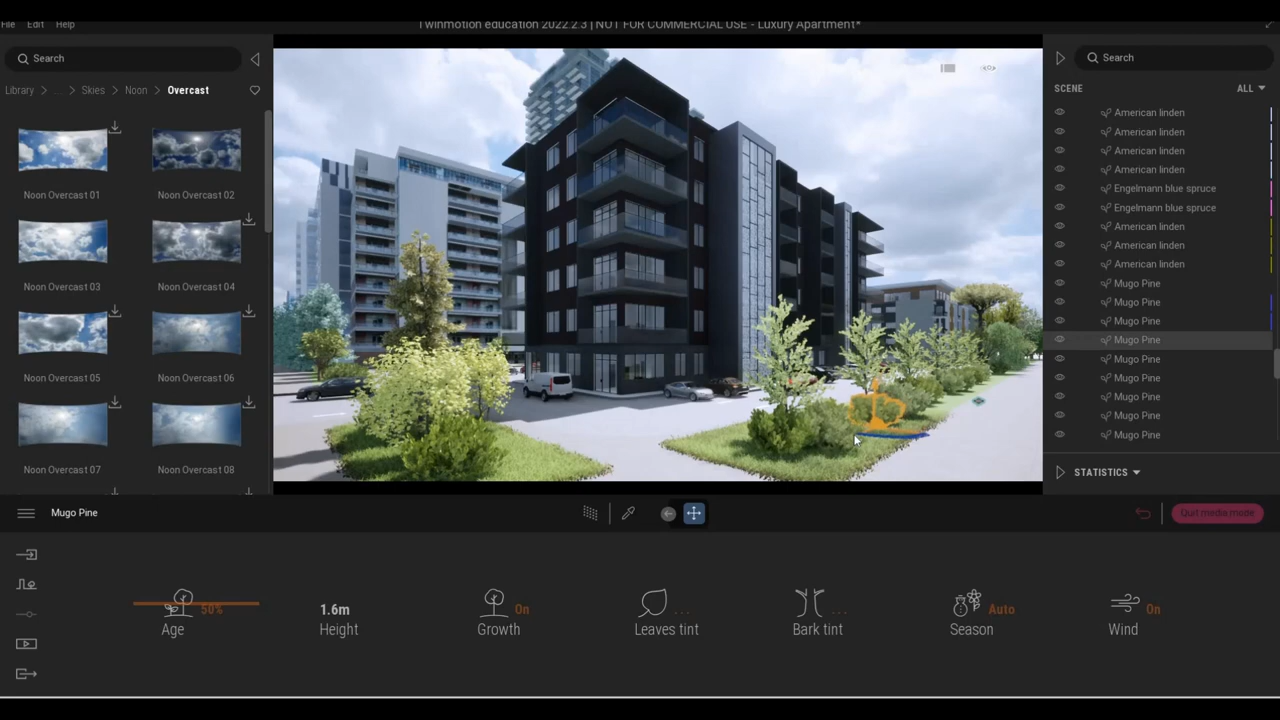 File Edit Help
Twinmotion education 2022.2.3 | NOT FOR COMMERCIAL USE - Luxury Apartment*
Search
Library ... Skies Noon Overcast
Noon Overcast 01 Noon Overcast 02
Noon Overcast 03 Noon Overcast 04
Noon Overcast 05 Noon Overcast 06
Noon Overcast 07 Noon Overcast 08
Search
SCENE ALL
American linden
American linden
American linden
American linden
Engelmann blue spruce
Engelmann blue spruce
American linden
American linden
American linden
Mugo Pine
Mugo Pine
Mugo Pine
Mugo Pine
Mugo Pine
Mugo Pine
Mugo Pine
Mugo Pine
Mugo Pine
STATISTICS
Mugo Pine
Quit media mode
50% 1.6m On ... ... Auto On
Age Height Growth Leaves tint Bark tint Season Wind